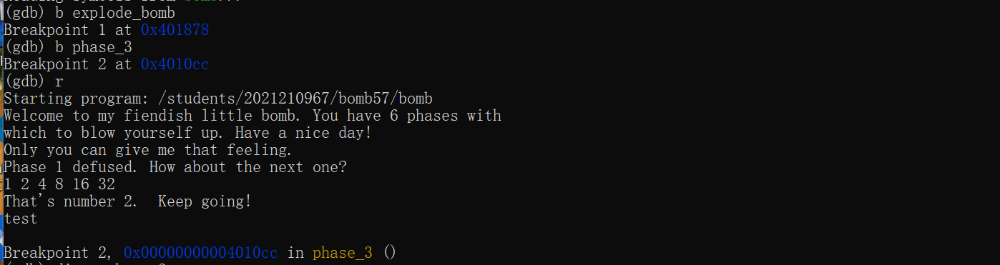 (gdb) b explode_bomb
Breakpoint 1 at 0x401878
(gdb) b phase_3
Breakpoint 2 at 0x4010cc
(gdb) r
Starting program: /students/2021210967/bomb57/bomb
Welcome to my fiendish little bomb. You have 6 phases with
which to blow yourself up. Have a nice day!
Only you can give me that feeling.
Phase 1 defused. How about the next one?
1 2 4 8 16 32
That's number 2.  Keep going!
test
Breakpoint 2, 0x00000000004010cc in phase_3 ()